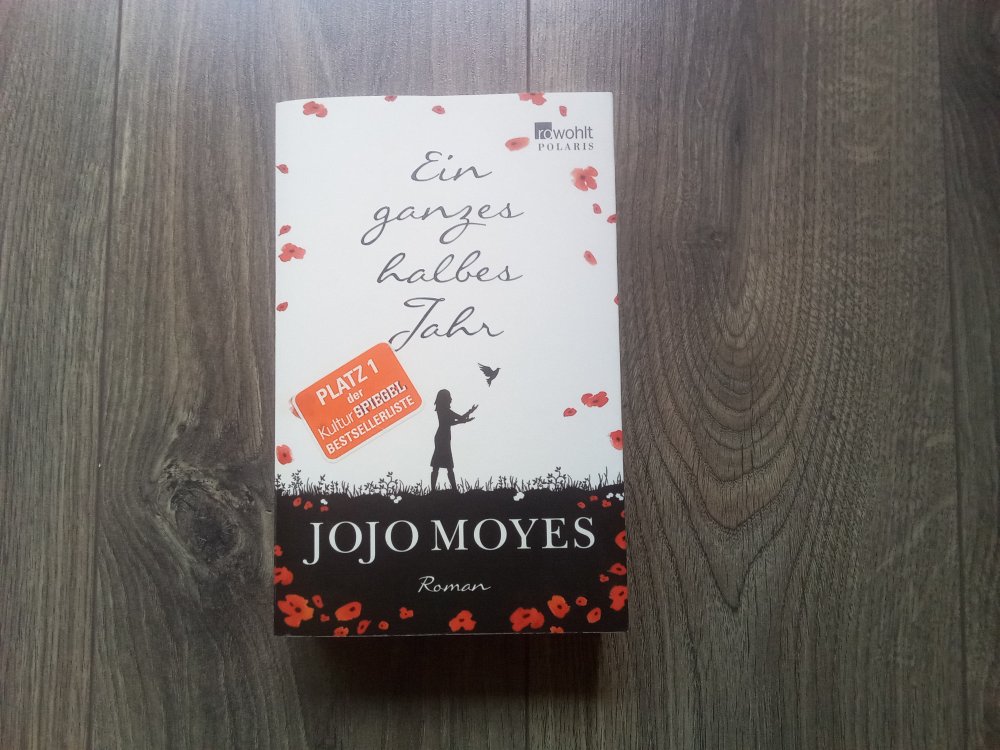 rowohlt
POLARIS
Ein
ganzes
halbes
Jahr
PLATZ 1
der
KulturSPIEGEL
BESTSELLERLISTE
JOJO MOYES
Roman